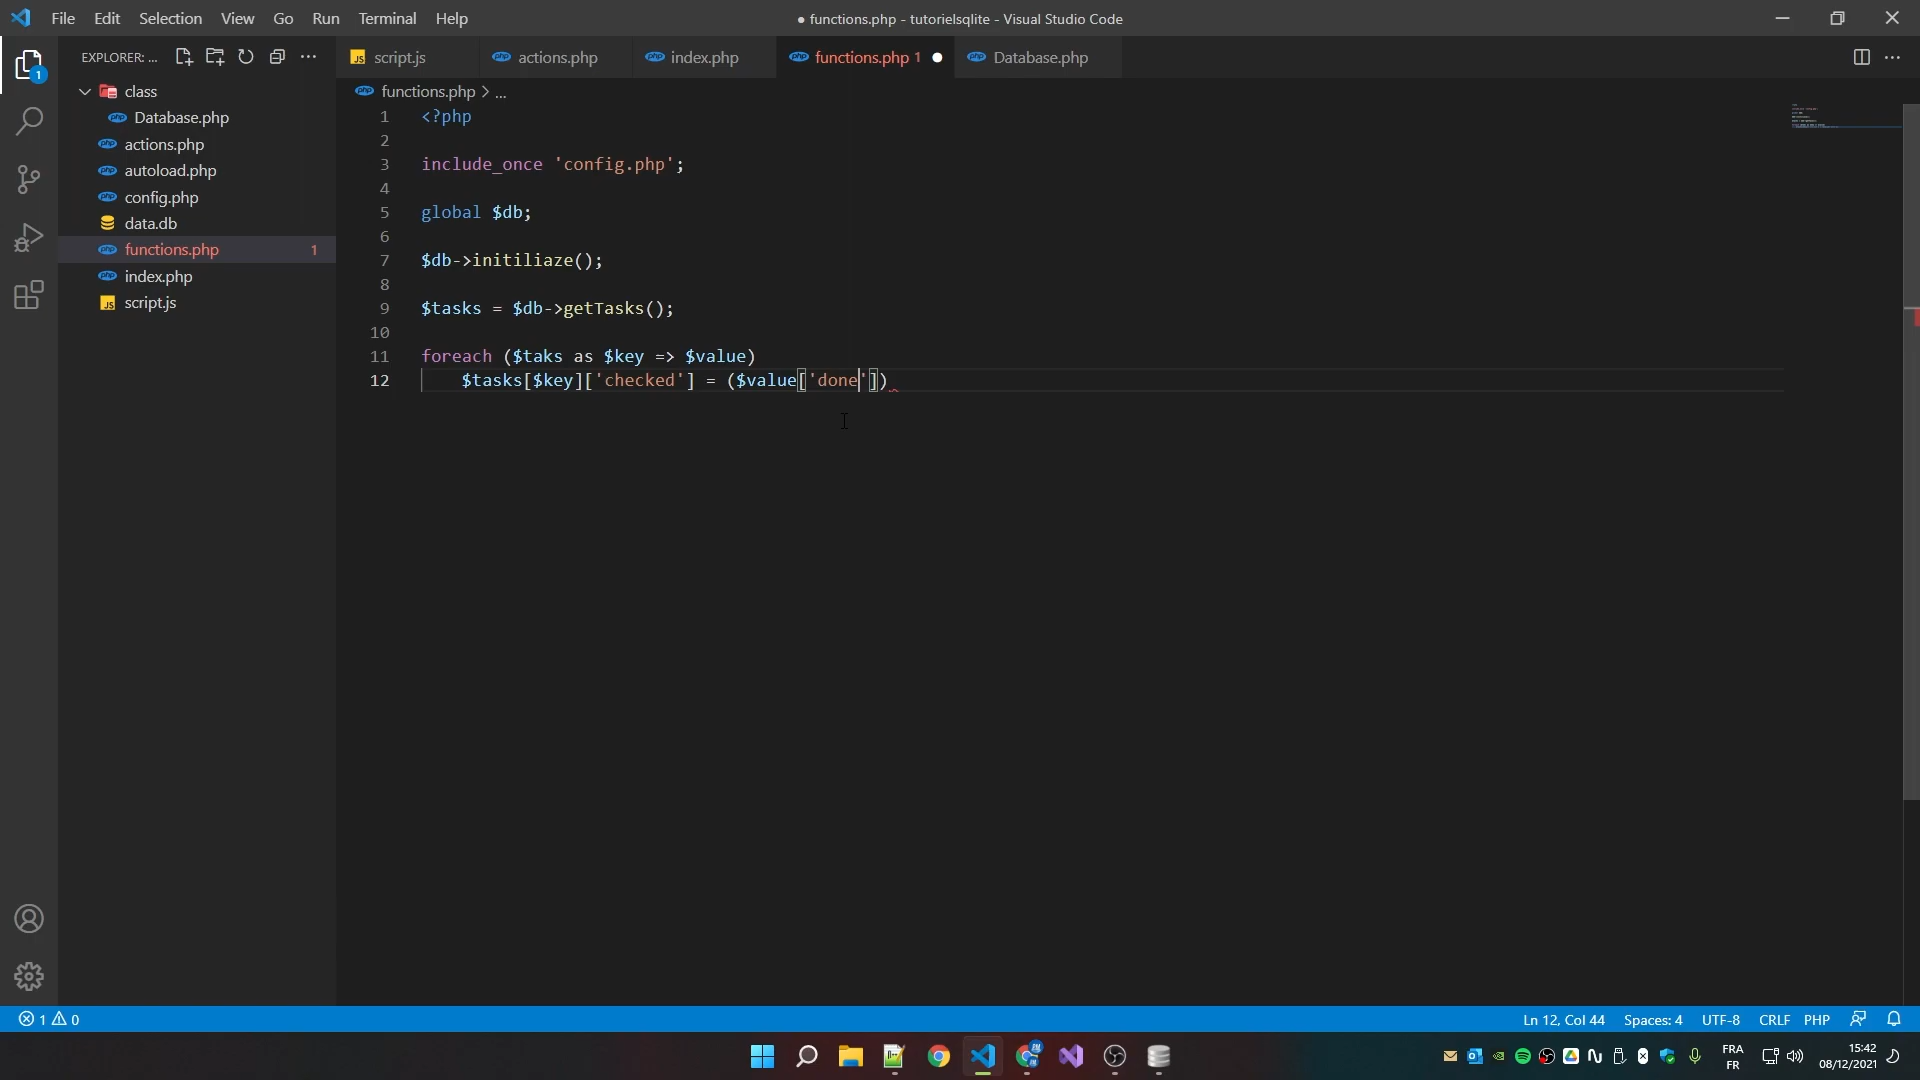 File Edit Selection View Go Run Terminal Help
● functions.php - tutorielsqlite - Visual Studio Code
EXPLORER: ...
script.js
actions.php
index.php
functions.php 1 ●
Database.php
1
class
Database.php
actions.php
autoload.php
config.php
data.db
functions.php 1
index.php
script.js
functions.php > ...
1 <?php
2
3 include_once 'config.php';
4
5 global $db;
6
7 $db->initiliaze();
8
9 $tasks = $db->getTasks();
10
11 foreach ($taks as $key => $value)
12 $tasks[$key]['checked'] = ($value['done'])
1 0
Ln 12, Col 44 Spaces: 4 UTF-8 CRLF PHP
FRA
FR
15:42
08/12/2021